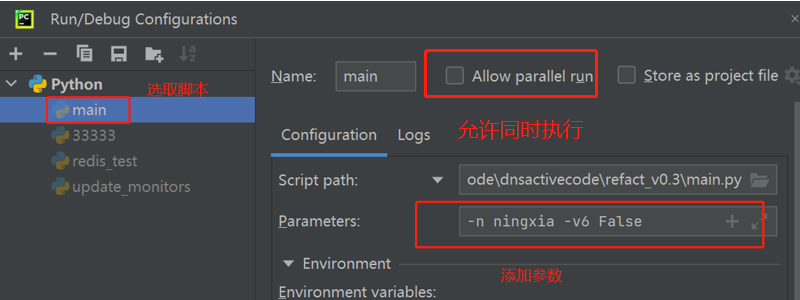 PC
Run/Debug Configurations
Python
选取脚本
main
33333
redis_test
update_monitors
Name:
main
Allow parallel run
Store as project file
允许同时执行
Configuration
Logs
Script path:
ode\dnsactivecode\refact_v0.3\main.py
Parameters:
-n ningxia -v6 False
添加参数
Environment
Environment variables: